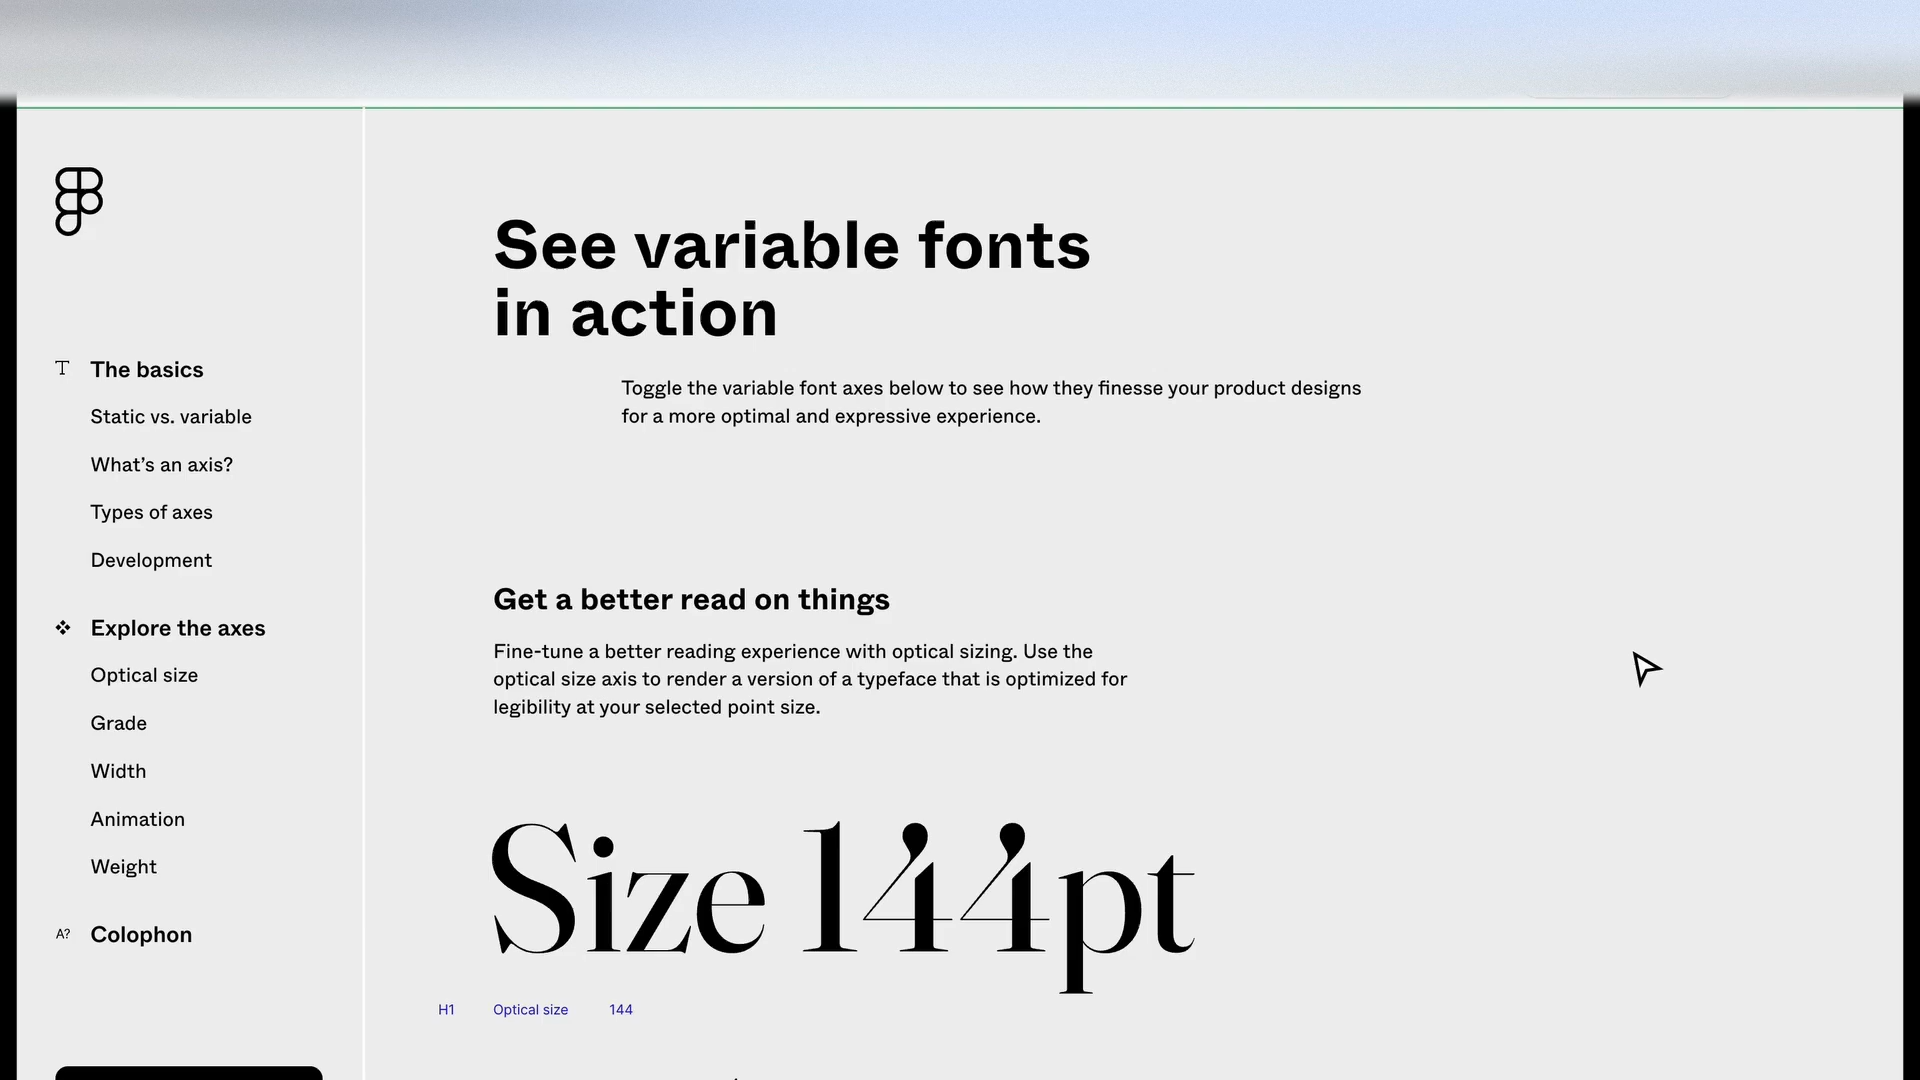 T The basics
Static vs. variable
What’s an axis?
Types of axes
Development
Explore the axes
Optical size
Grade
Width
Animation
Weight
A? Colophon
See variable fonts
in action
Toggle the variable font axes below to see how they finesse your product designs
for a more optimal and expressive experience.
Get a better read on things
Fine-tune a better reading experience with optical sizing. Use the
optical size axis to render a version of a typeface that is optimized for
legibility at your selected point size.
Size 144pt
H1 Optical size 144